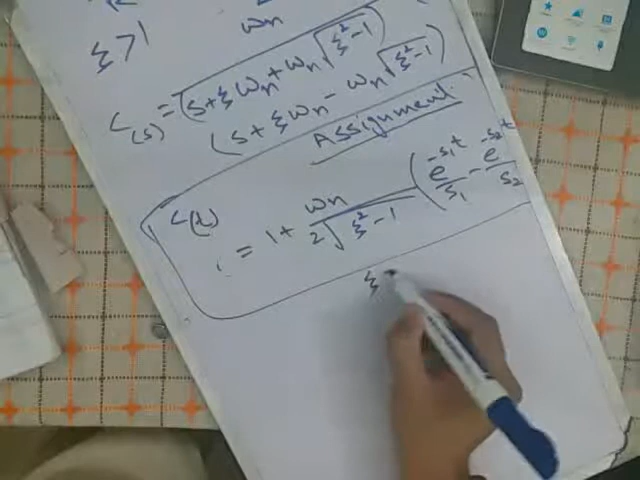 ωn
ξ>1
C(s) = (s+ξωn+ωn√ξ²-1)
(s+ξωn-ωn√ξ²-1)
Assignment
C(t) = 1+ ωn/2√ξ²-1 (e^-s1t/s1 - e^-s2t/s2
ξ